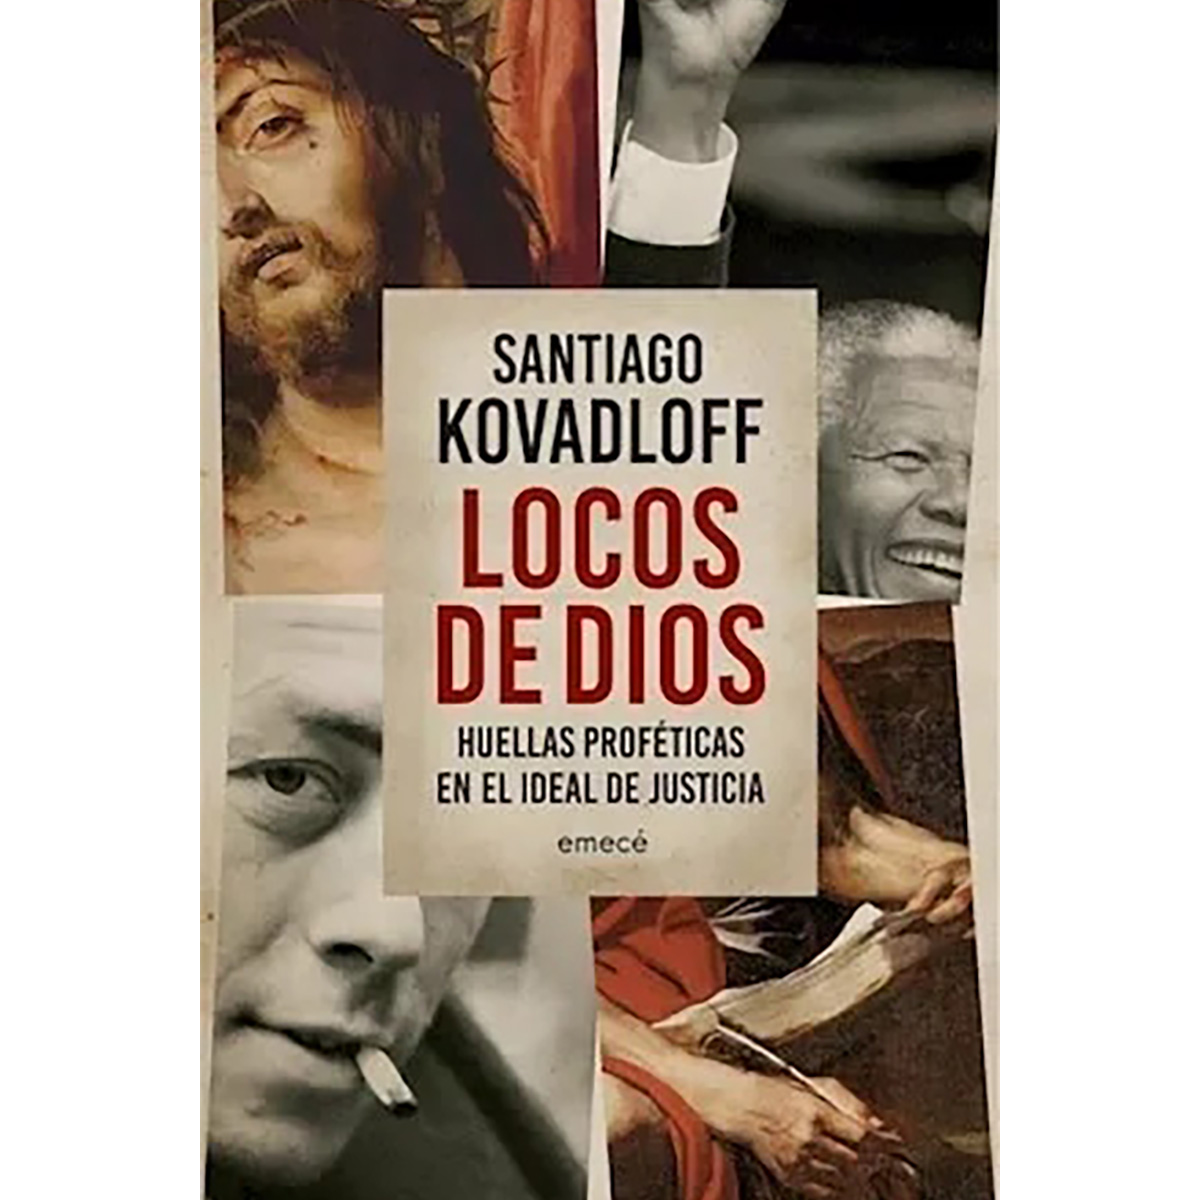 SANTIAGO
KOVADLOFF
LOCOS
DE DIOS
HUELLAS PROFÉTICAS
EN EL IDEAL DE JUSTICIA
emecé